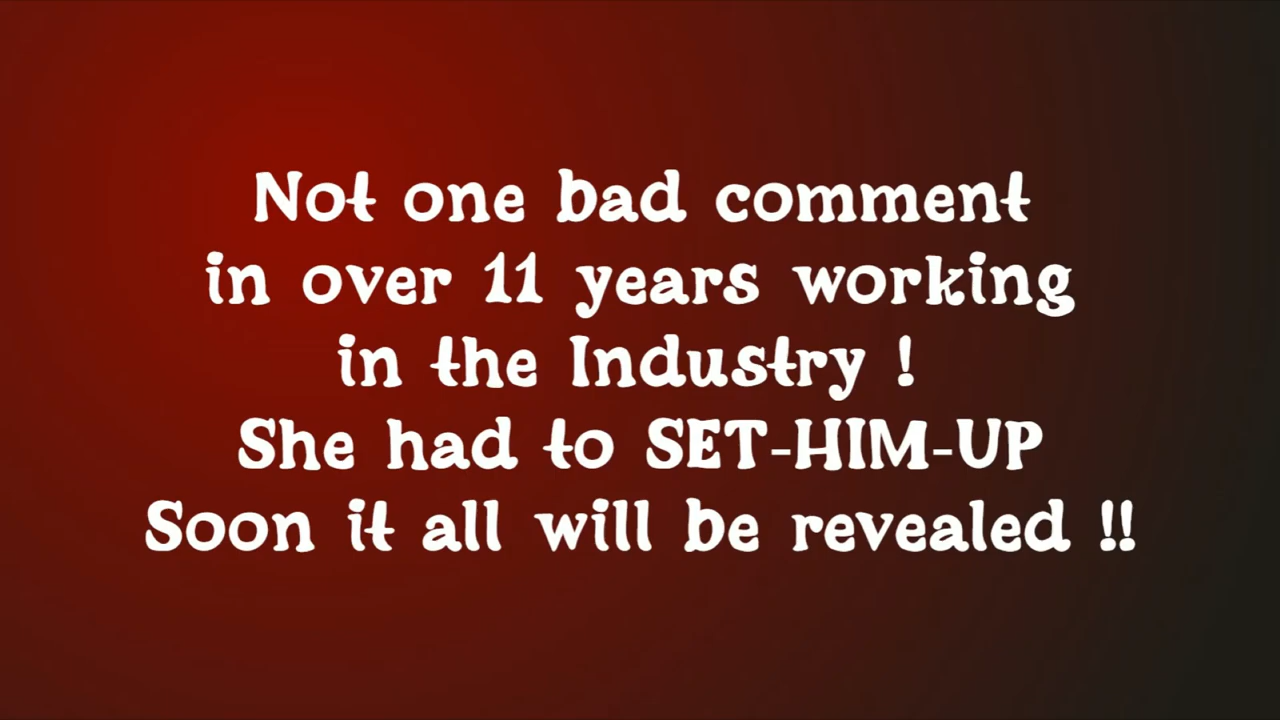 Not one bad comment
in over 11 years working
in the Industry !
She had to SET-HIM-UP
Soon it all will be revealed !!